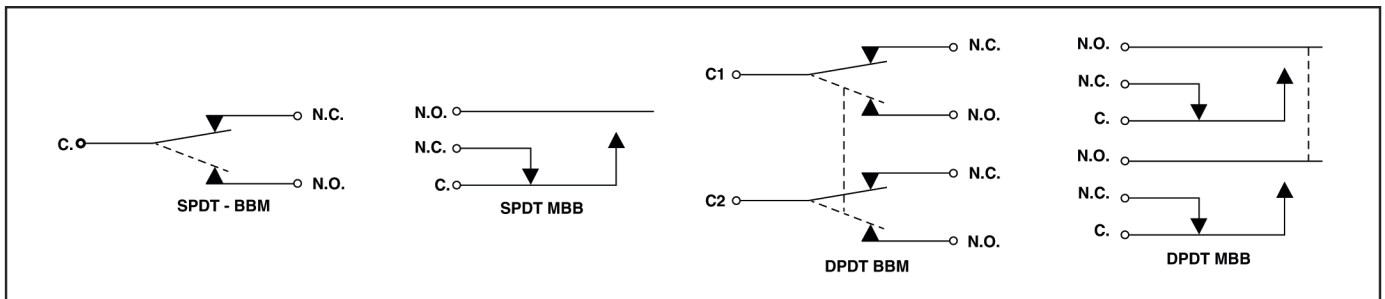 C.
N.C.
N.O.
SPDT - BBM
N.O.
N.C.
C.
SPDT MBB
C1
N.C.
N.O.
C2
N.C.
N.O.
DPDT BBM
N.O.
N.C.
C.
N.O.
N.C.
C.
DPDT MBB